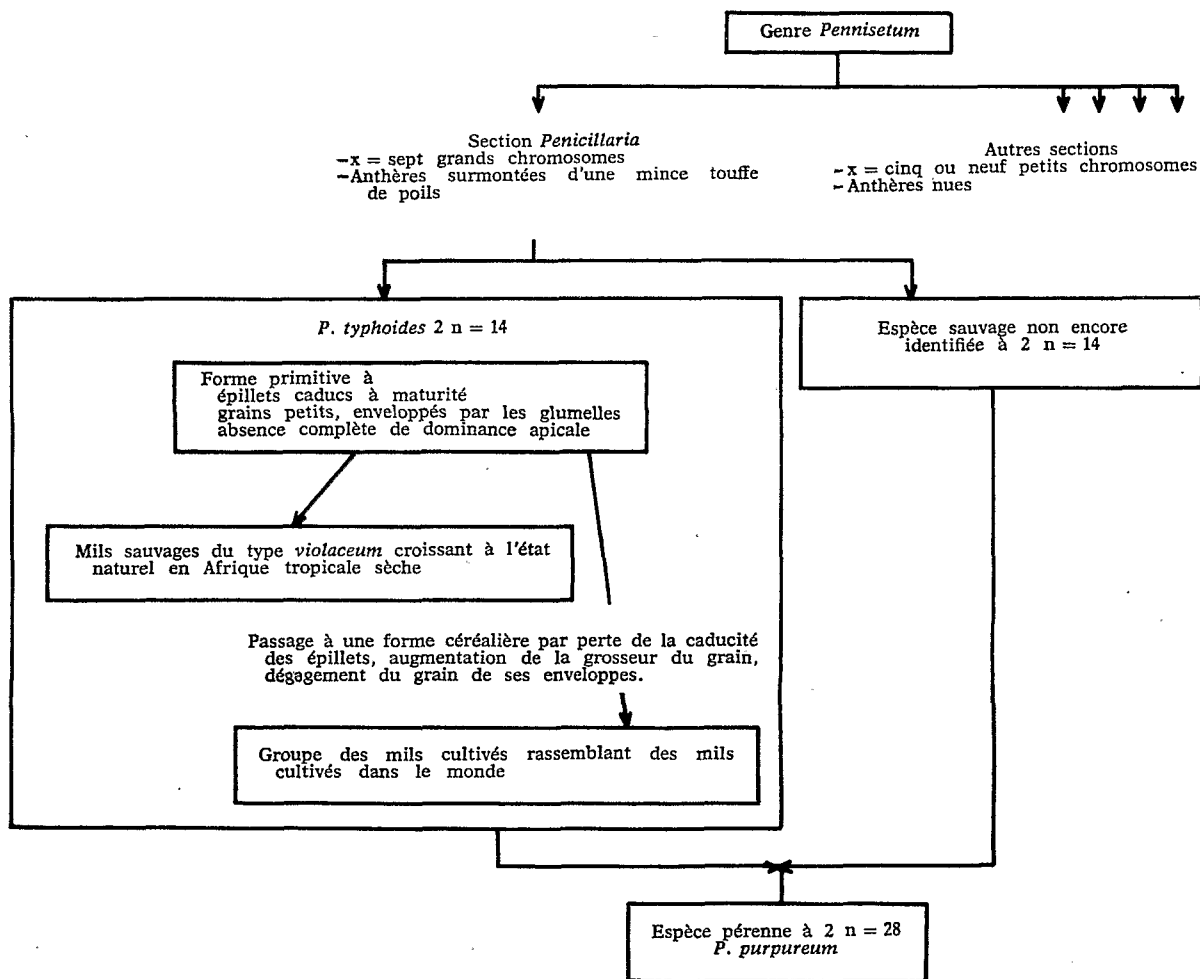 Genre Pennisetum
Section Penicillaria
-x = sept grands chromosomes
-Anthères surmontées d'une mince touffe
de poils
Autres sections
-x = cinq ou neuf petits chromosomes
-Anthères nues
P. typhoides 2 n = 14
Espèce sauvage non encore
identifiée à 2 n = 14
Forme primitive à
épillets caducs à maturité
grains petits, enveloppés par les glumelles
absence complète de dominance apicale
Mils sauvages du type violaceum croissant à l'état
naturel en Afrique tropicale sèche
Passage à une forme céréalière par perte de la caducité
des épillets, augmentation de la grosseur du grain,
dégagement du grain de ses enveloppes.
Groupe des mils cultivés rassemblant des mils
cultivés dans le monde
Espèce pérenne à 2 n = 28
P. purpureum